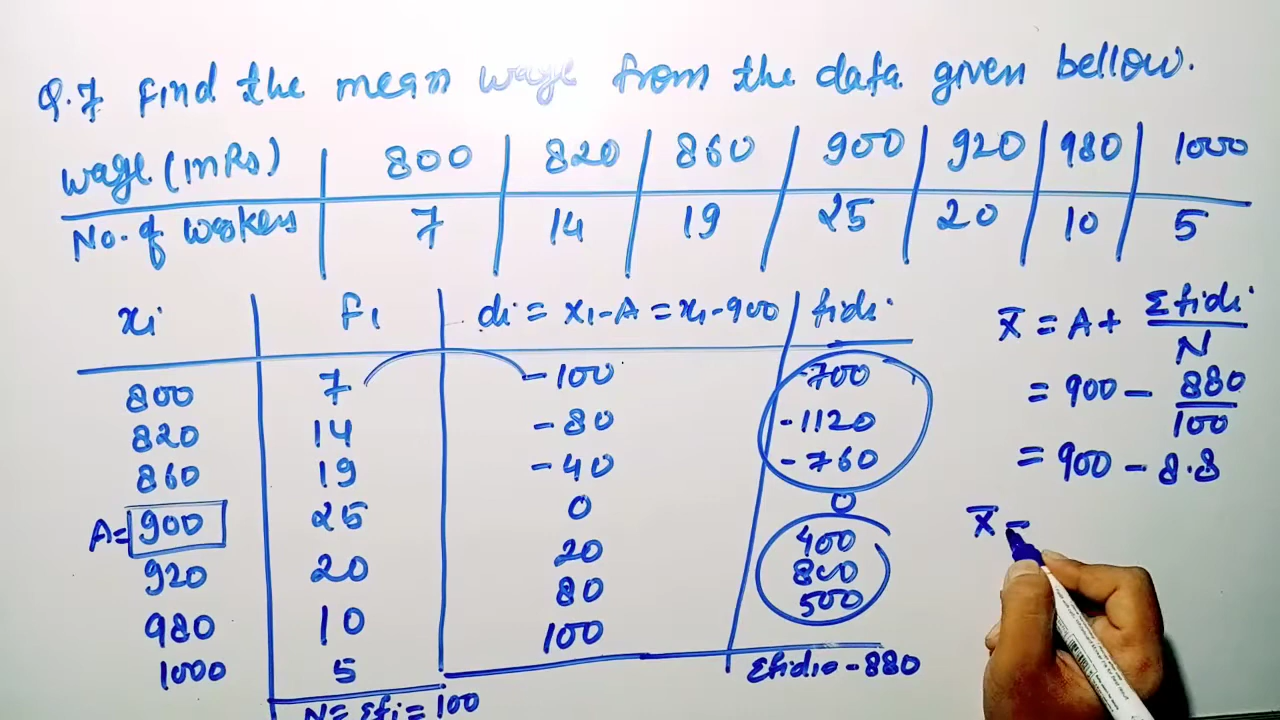 Q.7 Find the mean wage from the data given bellow.
wage (in Rs) 800 820 860 900 920 980 1000
No. of workers 7 14 19 25 20 10 5
xi f1 di = x1-A = x1-900 fidi
800 7 -100 -700
820 14 -80 -1120
860 19 -40 -760
A= 900 25 0 0
920 20 20 400
980 10 80 800
1000 5 100 500
N = Σfi = 100 Σfidi= -880
x̄ = A + Σfidi / N
= 900 - 880 / 100
= 900 - 8.8
x̄ =